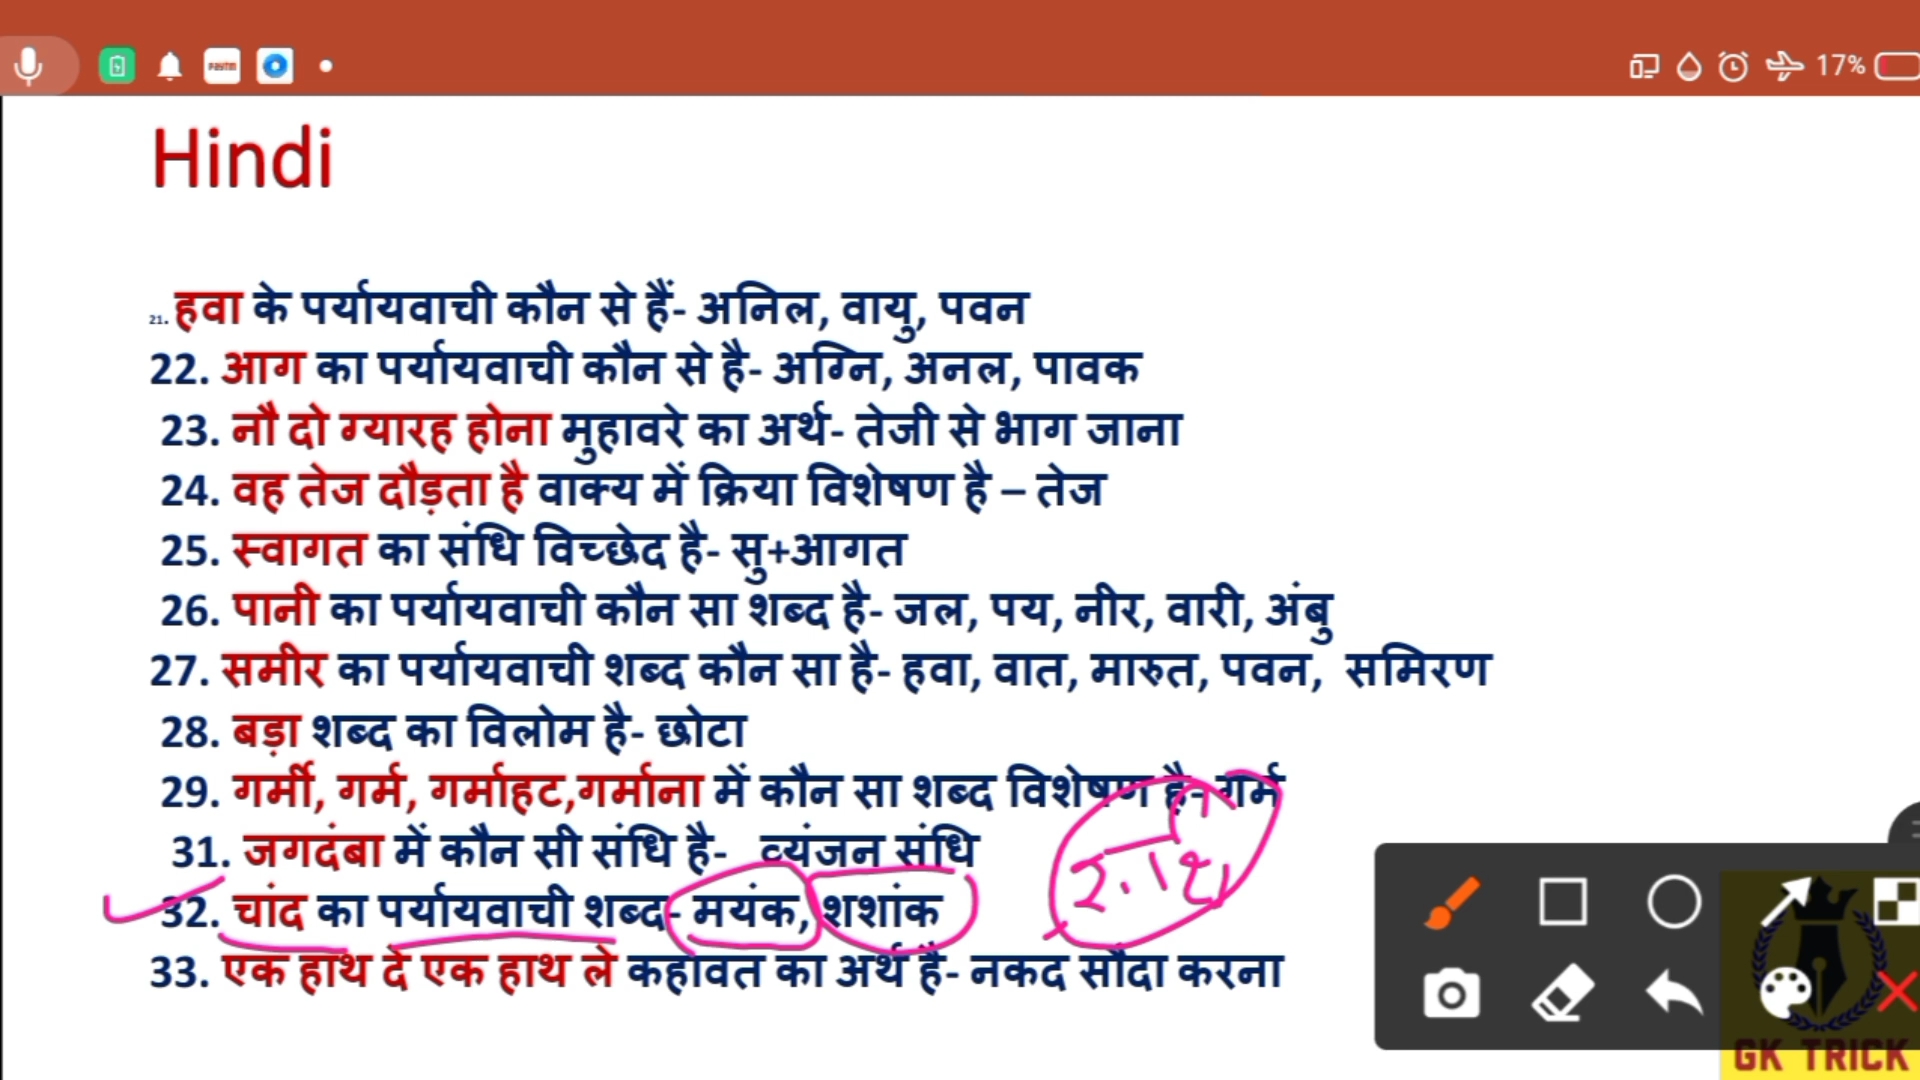 17%
Paytm
Hindi
21. हवा के पर्यायवाची कौन से हैं- अनिल, वायु, पवन
22. आग का पर्यायवाची कौन से है- अग्नि, अनल, पावक
23. नौ दो ग्यारह होना मुहावरे का अर्थ- तेजी से भाग जाना
24. वह तेज दौड़ता है वाक्य में क्रिया विशेषण है – तेज
25. स्वागत का संधि विच्छेद है- सु+आगत
26. पानी का पर्यायवाची कौन सा शब्द है- जल, पय, नीर, वारी, अंबु
27. समीर का पर्यायवाची शब्द कौन सा है- हवा, वात, मारुत, पवन, समिरण
28. बड़ा शब्द का विलोम है- छोटा
29. गर्मी, गर्म, गर्माहट,गर्माना में कौन सा शब्द विशेषण है- गर्म
31. जगदंबा में कौन सी संधि है- व्यंजन संधि
32. चांद का पर्यायवाची शब्द- मयंक, शशांक
33. एक हाथ दे एक हाथ ले कहावत का अर्थ है- नकद सौदा करना
GK TRICK